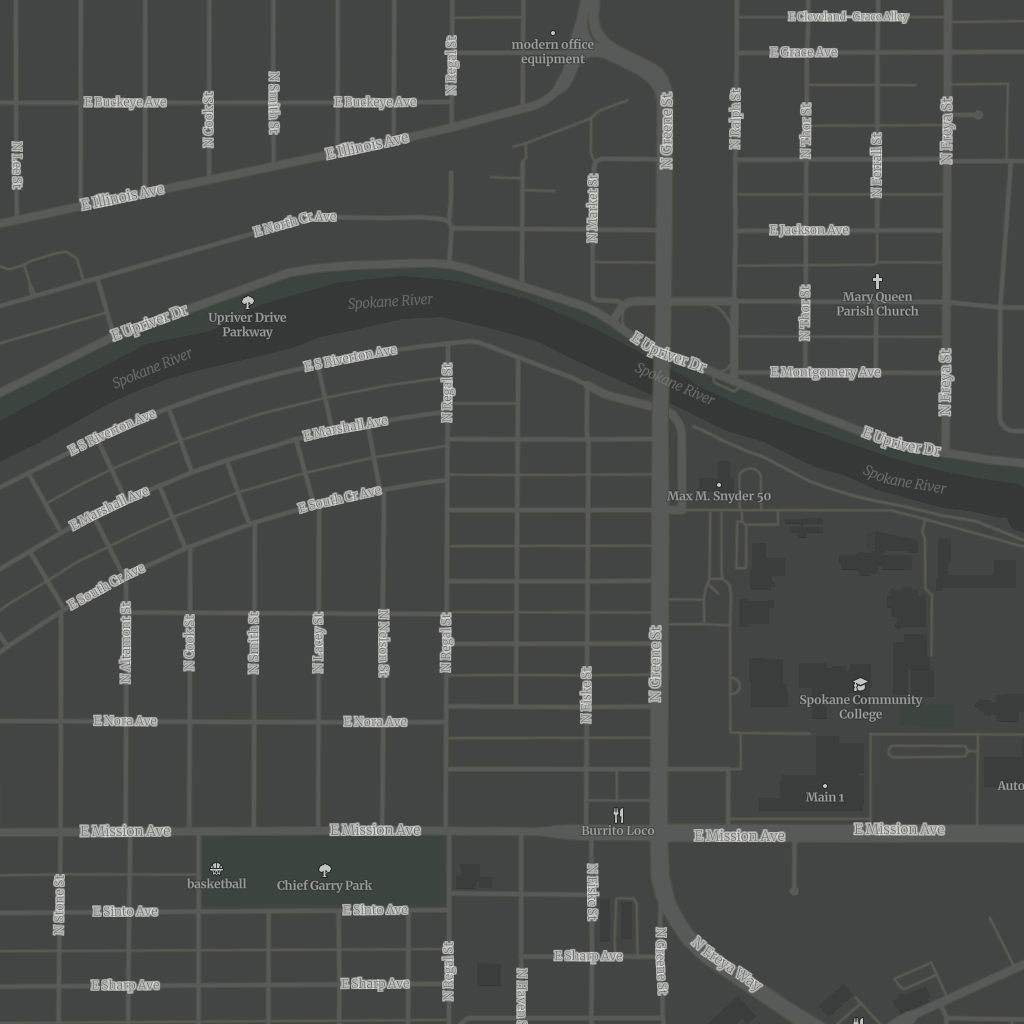 E Cleveland-Grace Alley
modern office
equipment
E Grace Ave
N Regal St
E Buckeye Ave
E Buckeye Ave
N Cook St
N Smith St
N Greene St
N Ralph St
N Thor St
N Freya St
N Ferrall St
N Lee St
E Illinois Ave
E Illinois Ave
N Market St
E North Cr Ave
E Jackson Ave
Mary Queen
Parish Church
Spokane River
Upriver Drive
Parkway
E Upriver Dr
N Thor St
E Upriver Dr
E S Riverton Ave
Spokane River
Spokane River
E Montgomery Ave
N Freya St
N Regal St
E S Riverton Ave
E Marshall Ave
E Upriver Dr
Spokane River
E Marshall Ave
E South Cr Ave
Max M. Snyder 50
E South Cr Ave
N Altamont St
N Cook St
N Smith St
N Lacey St
N Madison St
N Regal St
N Fiske St
N Greene St
Spokane Community
College
E Nora Ave
E Nora Ave
Auto
Main 1
E Mission Ave
E Mission Ave
Burrito Loco
E Mission Ave
E Mission Ave
basketball
Chief Garry Park
N Stone St
E Sinto Ave
E Sinto Ave
N Fiske St
N Regal St
E Sharp Ave
N Greene St
N Freya Way
E Sharp Ave
E Sharp Ave
N Haven S